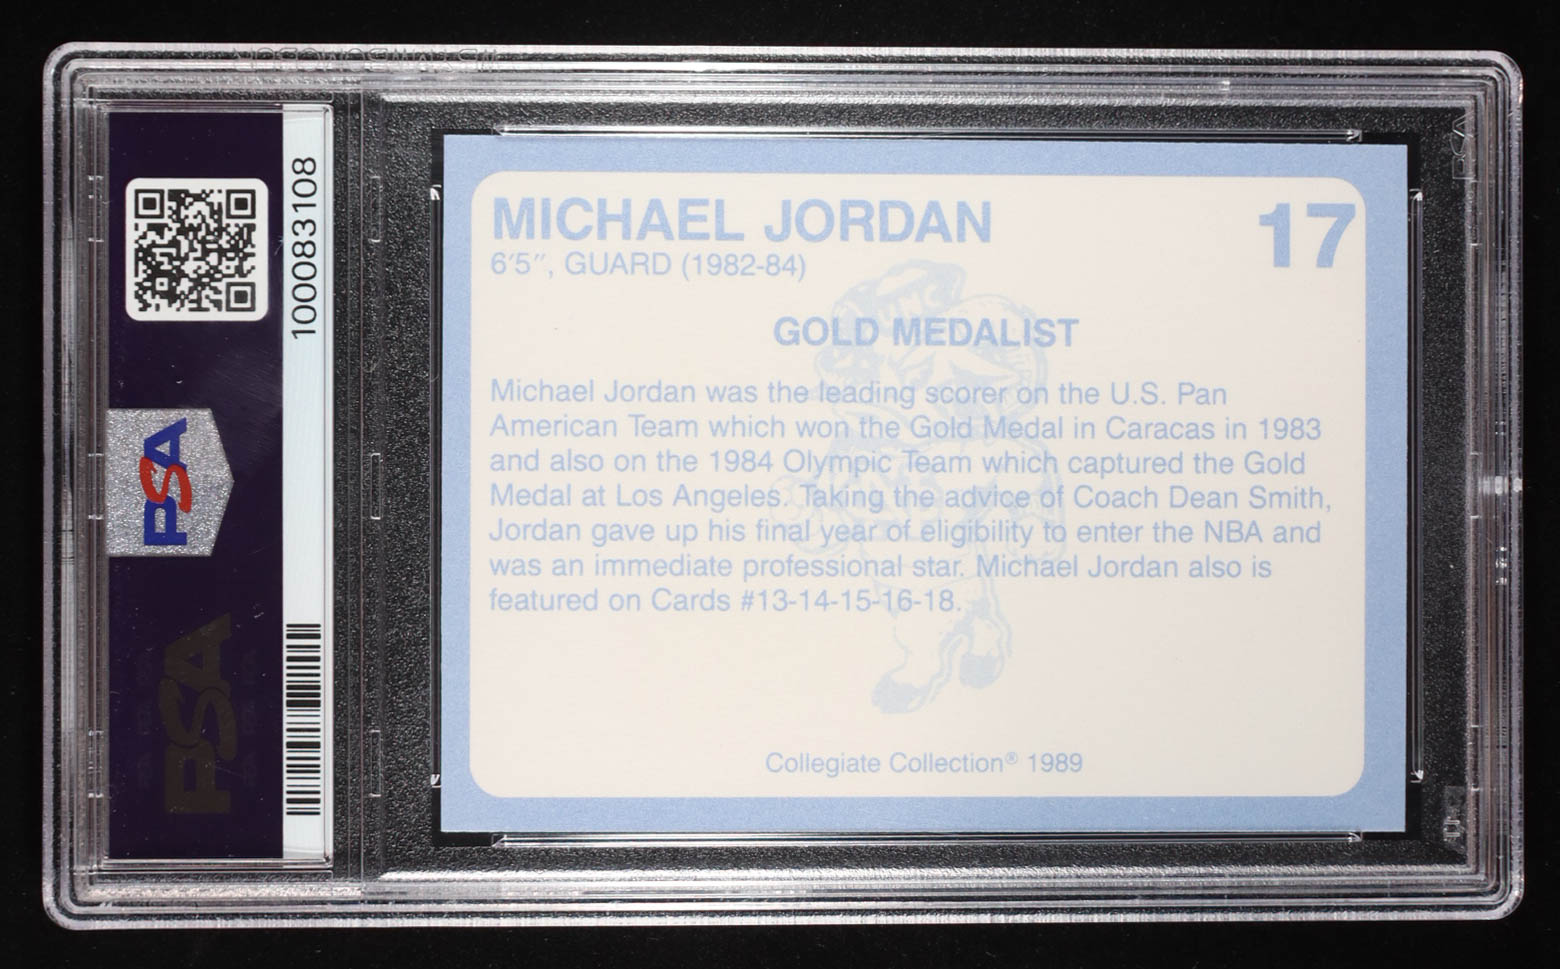 MICHAEL JORDAN
17
6'5", GUARD (1982-84)
GOLD MEDALIST
Michael Jordan was the leading scorer on the U.S. Pan
American Team which won the Gold Medal in Caracas in 1983
and also on the 1984 Olympic Team which captured the Gold
Medal at Los Angeles. Taking the advice of Coach Dean Smith,
Jordan gave up his final year of eligibility to enter the NBA and
was an immediate professional star. Michael Jordan also is
featured on Cards #13-14-15-16-18.
Collegiate Collection® 1989
100083108
PSA
PSA